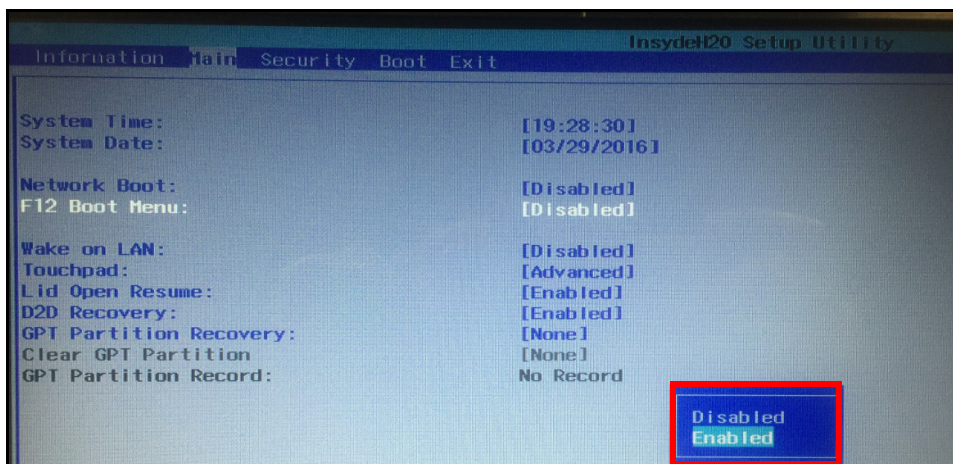 InsydeH20 Setup Utility
Information Main Security Boot Exit
System Time: [19:28:30]
System Date: [03/29/2016]
Network Boot: [Disabled]
F12 Boot Menu: [Disabled]
Wake on LAN: [Disabled]
Touchpad: [Advanced]
Lid Open Resume: [Enabled]
D2D Recovery: [Enabled]
GPT Partition Recovery: [None]
Clear GPT Partition [None]
GPT Partition Record: No Record
Disabled
Enabled